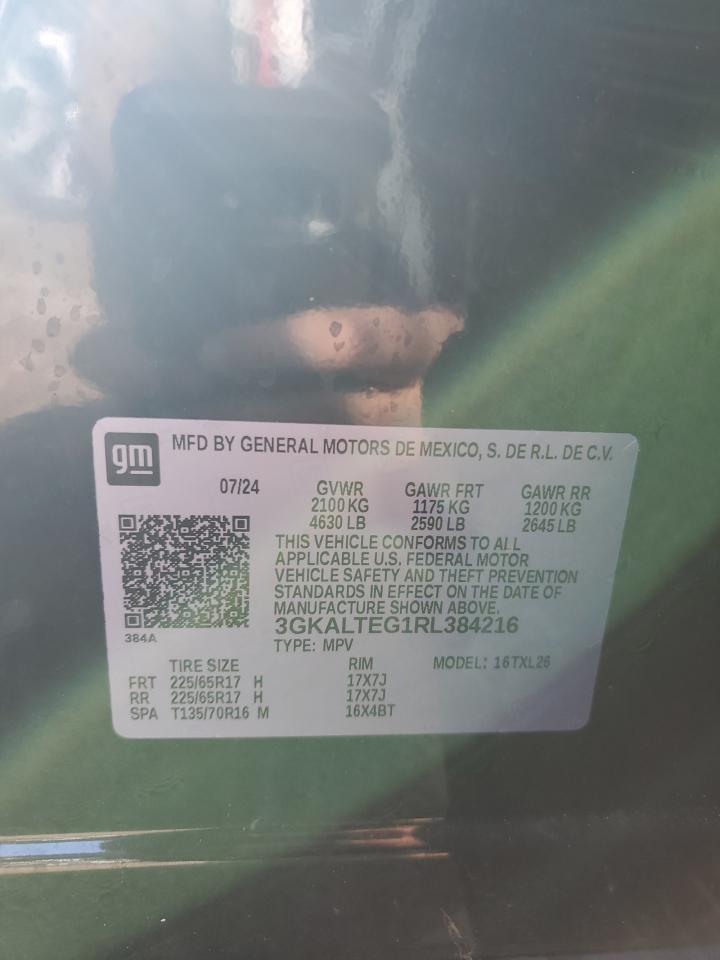 gm MFD BY GENERAL MOTORS DE MEXICO, S. DE R.L. DE C.V.
07/24 GVWR GAWR FRT GAWR RR
2100 KG 1175 KG 1200 KG
4630 LB 2590 LB 2645 LB
THIS VEHICLE CONFORMS TO ALL
APPLICABLE U.S. FEDERAL MOTOR
VEHICLE SAFETY AND THEFT PREVENTION
STANDARDS IN EFFECT ON THE DATE OF
MANUFACTURE SHOWN ABOVE.
3GKALTEG1RL384216
384A
TYPE: MPV
TIRE SIZE RIM MODEL: 16TXL26
FRT 225/65R17 H 17X7J
RR 225/65R17 H 17X7J
SPA T135/70R16 M 16X4BT